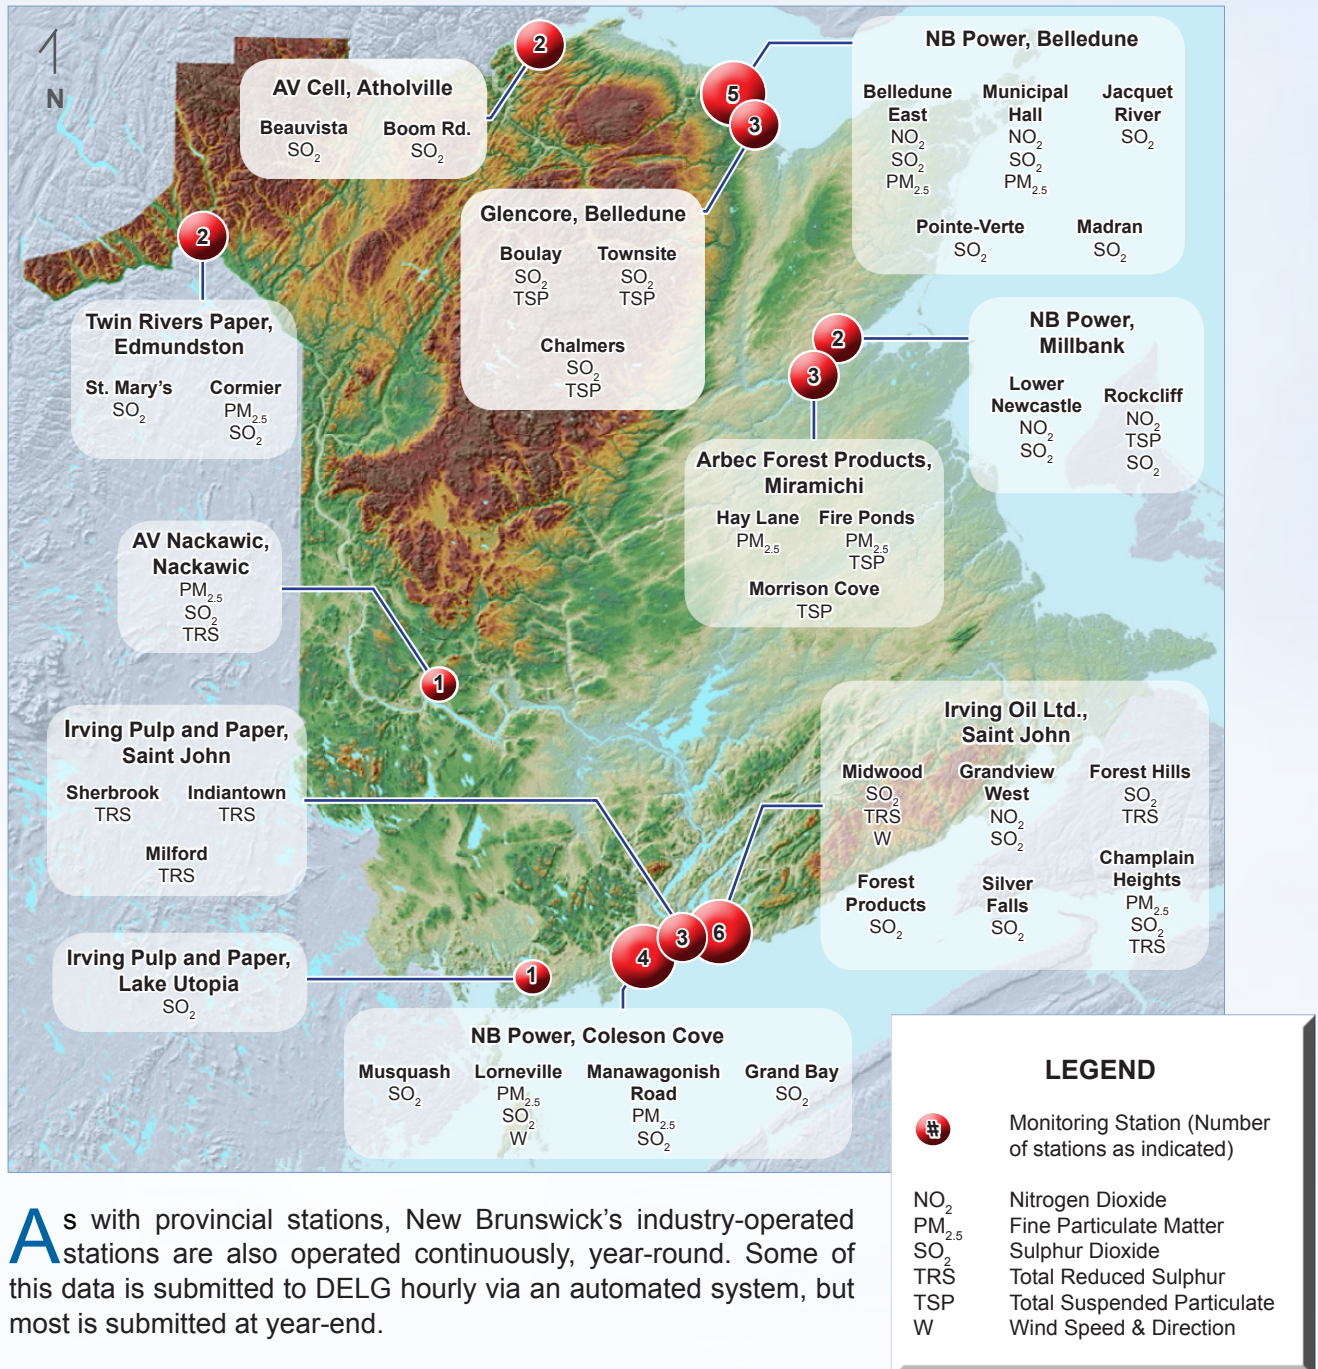 N
2
AV Cell, Atholville
Beauvista
SO₂
Boom Rd.
SO₂
5
3
NB Power, Belledune
Belledune
East
NO₂
SO₂
PM₂.₅
Municipal
Hall
NO₂
SO₂
PM₂.₅
Jacquet
River
SO₂
Pointe-Verte
SO₂
Madran
SO₂
Glencore, Belledune
Boulay
SO₂
TSP
Townsite
SO₂
TSP
Chalmers
SO₂
TSP
2
Twin Rivers Paper,
Edmundston
St. Mary's
SO₂
Cormier
PM₂.₅
SO₂
2
3
NB Power,
Millbank
Lower
Newcastle
NO₂
SO₂
Rockcliff
NO₂
TSP
SO₂
Arbec Forest Products,
Miramichi
Hay Lane
PM₂.₅
Fire Ponds
PM₂.₅
TSP
Morrison Cove
TSP
AV Nackawic,
Nackawic
PM₂.₅
SO₂
TRS
1
Irving Pulp and Paper,
Saint John
Sherbrook
TRS
Indiantown
TRS
Milford
TRS
Irving Oil Ltd.,
Saint John
Midwood
SO₂
TRS
W
Grandview
West
NO₂
SO₂
Forest Hills
SO₂
TRS
Forest
Products
SO₂
Silver
Falls
SO₂
Champlain
Heights
PM₂.₅
SO₂
TRS
4
3
6
Irving Pulp and Paper,
Lake Utopia
SO₂
1
NB Power, Coleson Cove
Musquash
SO₂
Lorneville
PM₂.₅
SO₂
W
Manawagonish
Road
PM₂.₅
SO₂
Grand Bay
SO₂
LEGEND
# Monitoring Station (Number
of stations as indicated)
NO₂ Nitrogen Dioxide
PM₂.₅ Fine Particulate Matter
SO₂ Sulphur Dioxide
TRS Total Reduced Sulphur
TSP Total Suspended Particulate
W Wind Speed & Direction
As with provincial stations, New Brunswick's industry-operated
stations are also operated continuously, year-round. Some of
this data is submitted to DELG hourly via an automated system, but
most is submitted at year-end.